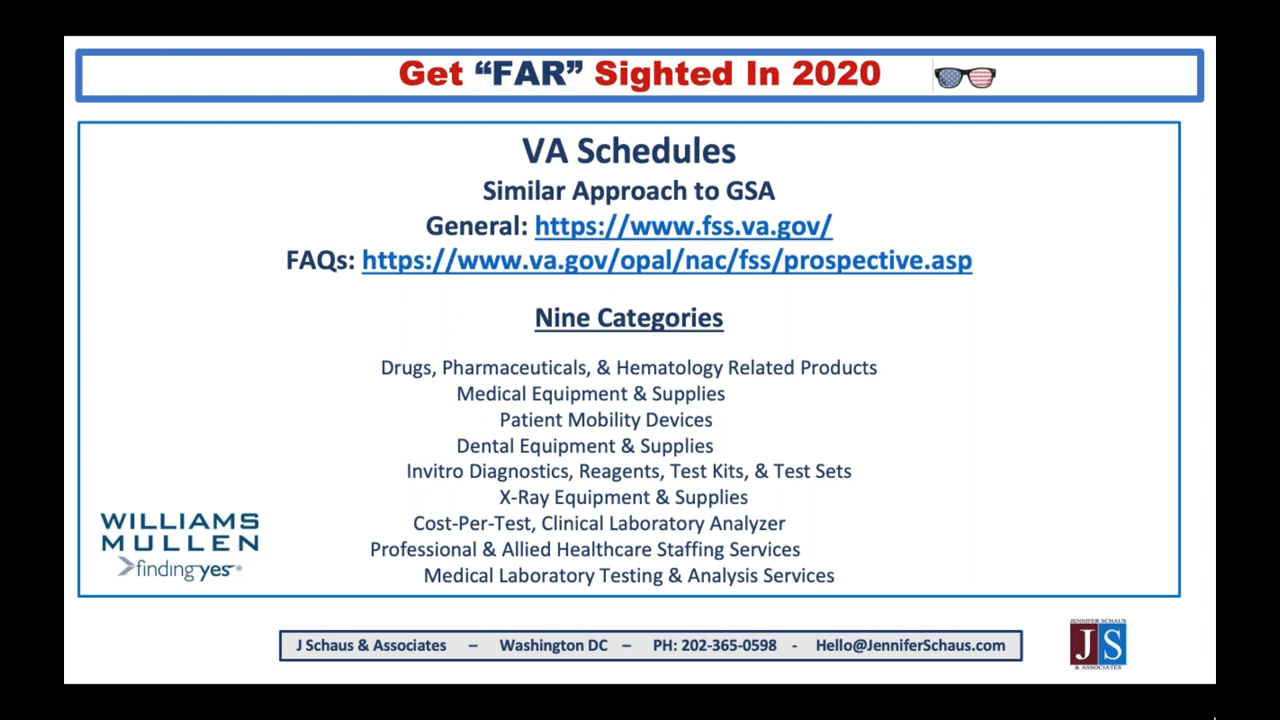 Get “FAR” Sighted In 2020
VA Schedules
Similar Approach to GSA
General: https://www.fss.va.gov/
FAQs: https://www.va.gov/opal/nac/fss/prospective.asp
Nine Categories
Drugs, Pharmaceuticals, & Hematology Related Products
Medical Equipment & Supplies
Patient Mobility Devices
Dental Equipment & Supplies
Invitro Diagnostics, Reagents, Test Kits, & Test Sets
X-Ray Equipment & Supplies
Cost-Per-Test, Clinical Laboratory Analyzer
Professional & Allied Healthcare Staffing Services
Medical Laboratory Testing & Analysis Services
WILLIAMS
MULLEN
findingyes®
J Schaus & Associates – Washington DC – PH: 202-365-0598 - Hello@JenniferSchaus.com
JENNIFER SCHAUS
JS
& ASSOCIATES